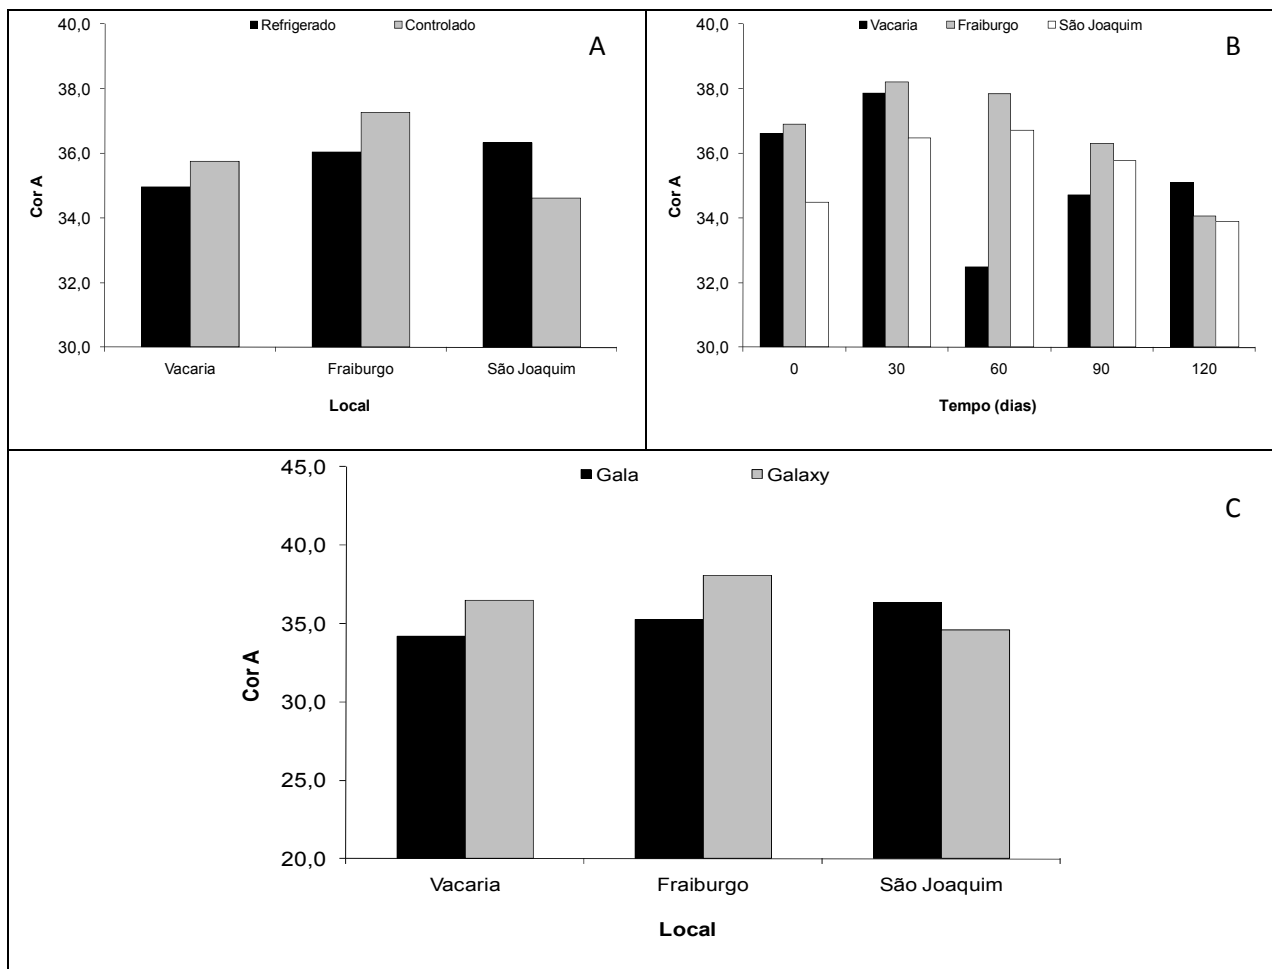 Refrigerado Controlado
A
40,0
38,0
36,0
34,0
32,0
30,0
Cor A
Vacaria Fraiburgo São Joaquim
Local
Vacaria Fraiburgo São Joaquim
B
40,0
38,0
36,0
34,0
32,0
30,0
Cor A
0 30 60 90 120
Tempo (dias)
Gala Galaxy
C
45,0
40,0
35,0
30,0
25,0
20,0
Cor A
Vacaria Fraiburgo São Joaquim
Local